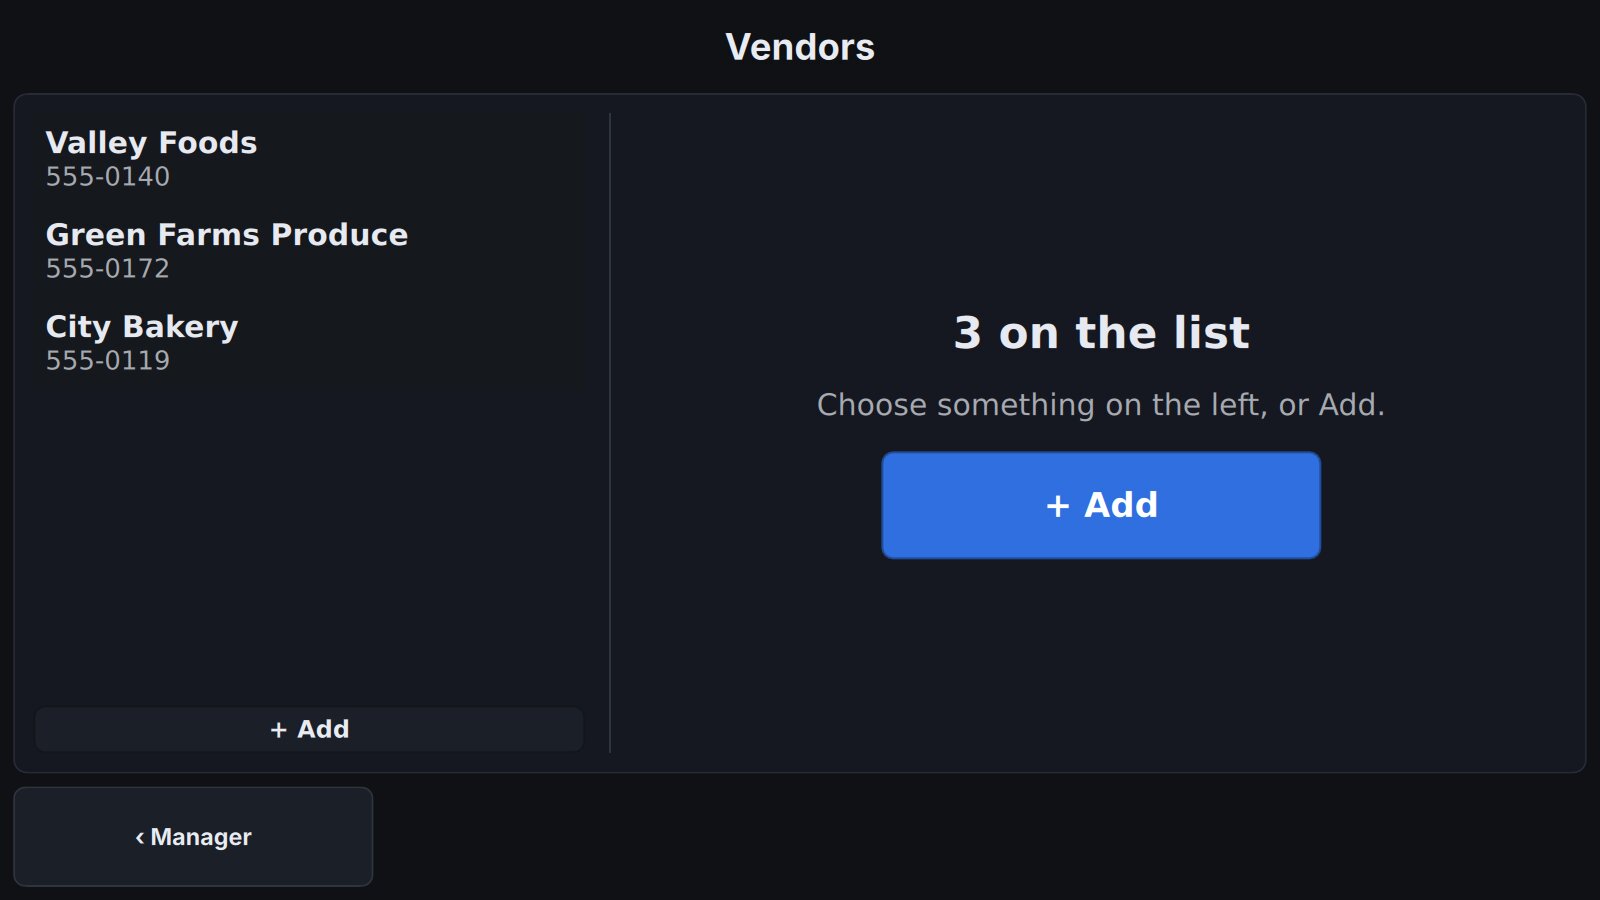 Vendors
Valley Foods
555-0140
Green Farms Produce
555-0172
City Bakery
555-0119
+ Add
3 on the list
Choose something on the left, or Add.
+ Add
‹ Manager